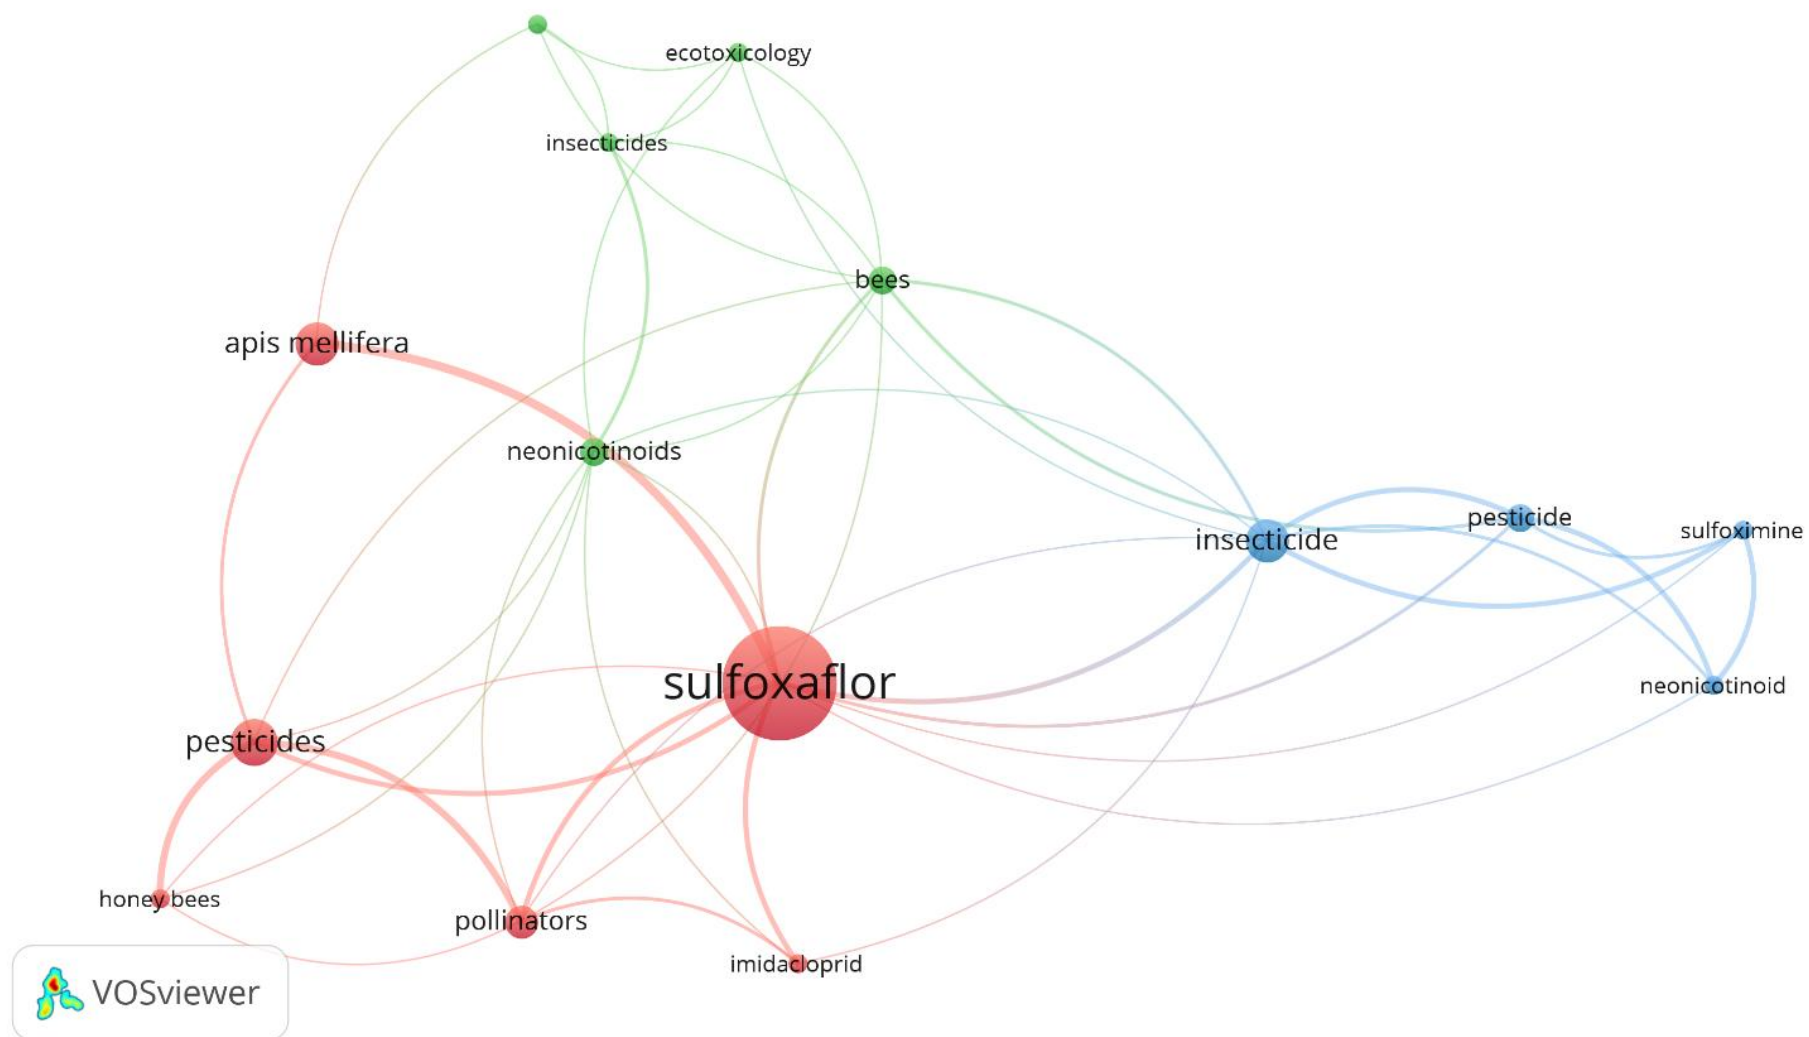 ecotoxicology
insecticides
bees
apis mellifera
neonicotinoids
pesticide
sulfoximine
insecticide
sulfoxaflor
neonicotinoid
pesticides
honey bees
pollinators
imidacloprid
VOSviewer